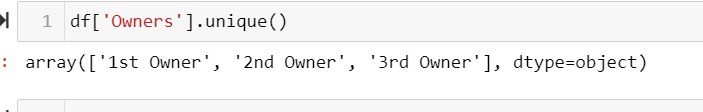 1 df['Owners'].unique()
: array(['1st Owner', '2nd Owner', '3rd Owner'], dtype=object)